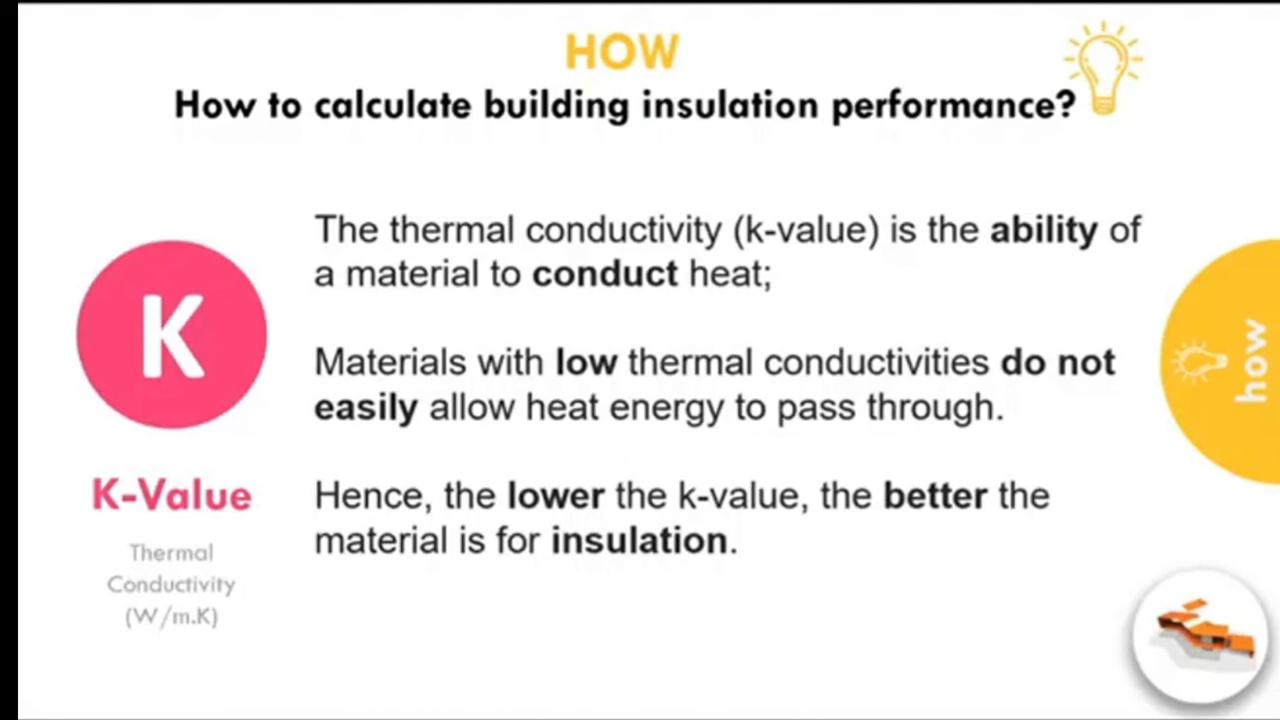 HOW
How to calculate building insulation performance?
K
K-Value
Thermal
Conductivity
(W/m.K)
The thermal conductivity (k-value) is the ability of
a material to conduct heat;
Materials with low thermal conductivities do not
easily allow heat energy to pass through.
Hence, the lower the k-value, the better the
material is for insulation.
how